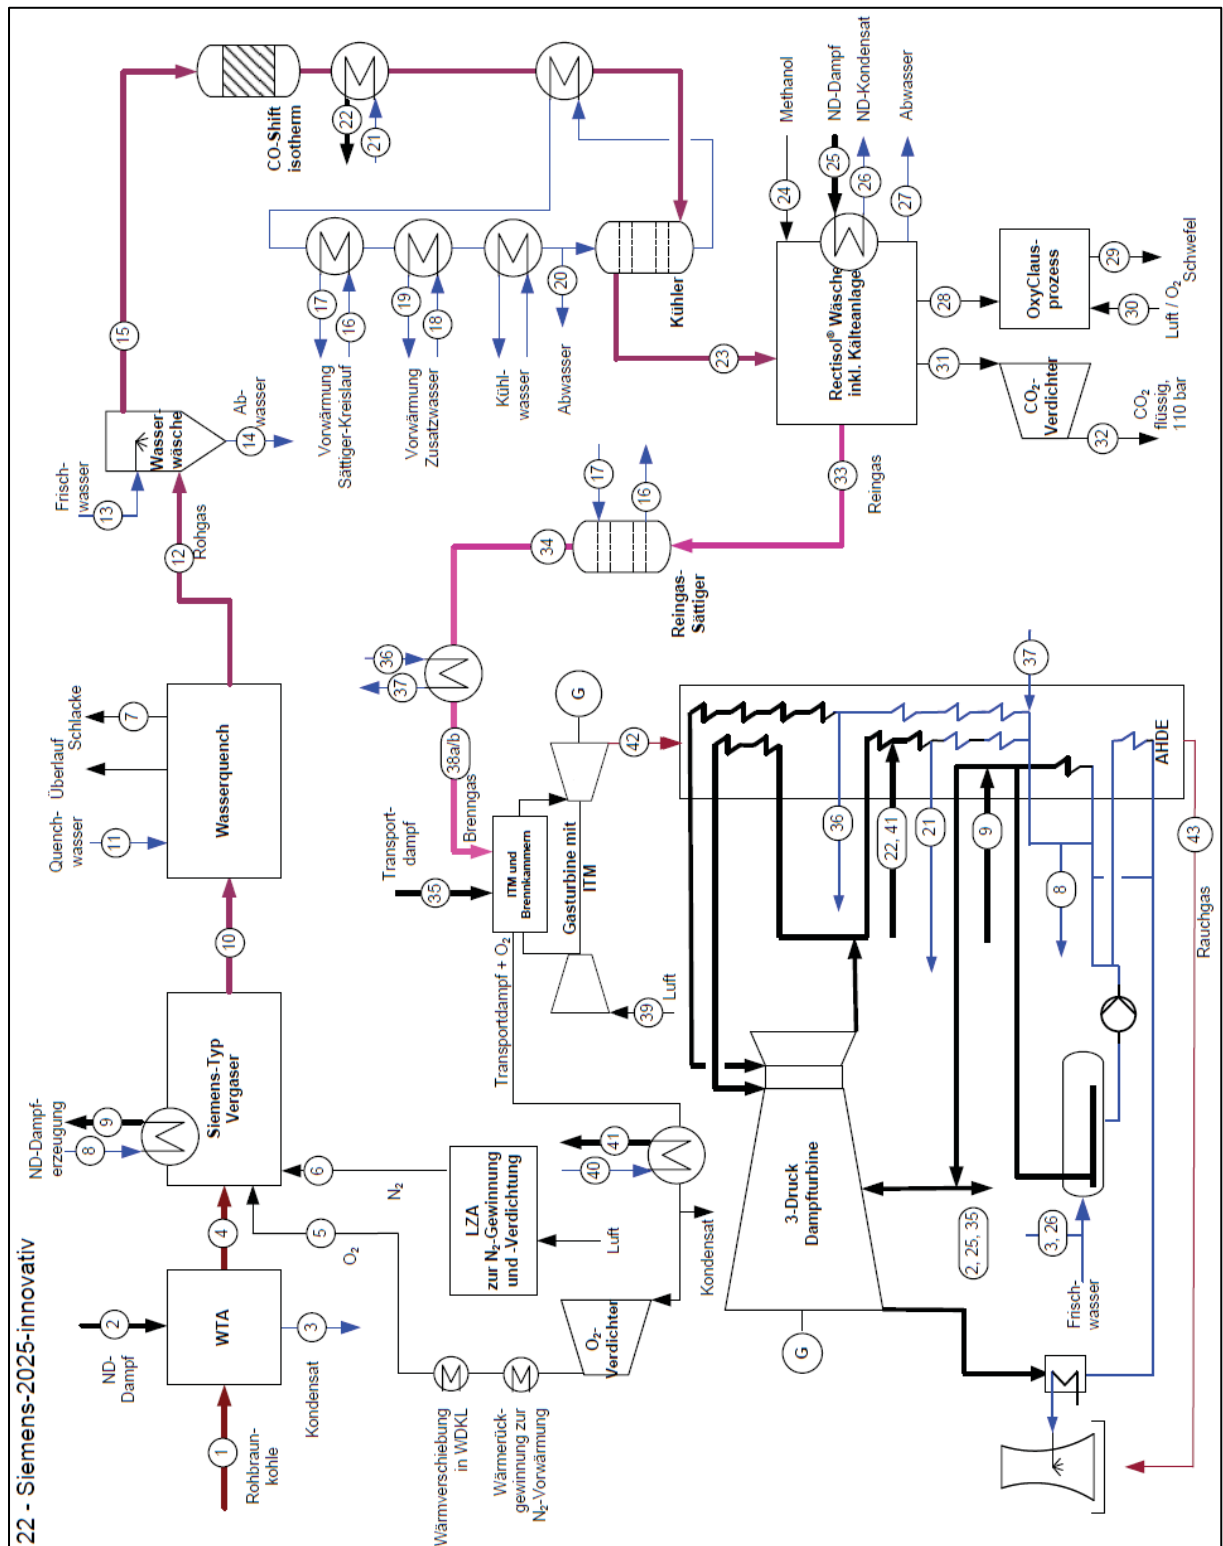 22 - Siemens-2025-innovativ
1
Rohbraun-
kohle
ND-
Dampf
2
WTA
3
Kondensat
4
5
O₂
6
N₂
ND-Dampf-
erzeugung
8
9
Siemens-Typ
Vergaser
10
Quench-
wasser
11
Überlauf
Schlacke
7
Wasserquench
12
Rohgas
Frisch-
wasser
13
Wasser-
wäsche
14
Ab-
wasser
15
CO-Shift
isotherm
22
21
Vorwärmung
Sättiger-Kreislauf
17
16
Vorwärmung
Zusatzwasser
19
18
Kühl-
wasser
Abwasser
20
Kühler
23
Methanol
24
ND-Dampf
25
ND-Kondensat
26
Abwasser
27
Rectisol® Wäsche
inkl. Kälteanlage
28
OxyClaus-
prozess
29
Schwefel
30
Luft / O₂
31
CO₂-
Verdichter
32
CO₂
flüssig,
110 bar
33
Reingas
17
16
Reingas-
Sättiger
34
36
37
38a/b
Brenngas
Transport-
dampf
35
ITM und
Brennkammern
Gasturbine mit
ITM
G
42
39
Luft
Transportdampf + O₂
LZA
zur N₂-Gewinnung
und -Verdichtung
Luft
40
41
Kondensat
O₂-
Verdichter
Wärmverschiebung
in WDKL
Wärmerück-
gewinnung zur
N₂-Vorwärmung
3-Druck
Dampfturbine
G
36
22, 41
21
9
8
37
AHDE
43
Rauchgas
2, 25, 35
3, 26
Frisch-
wasser